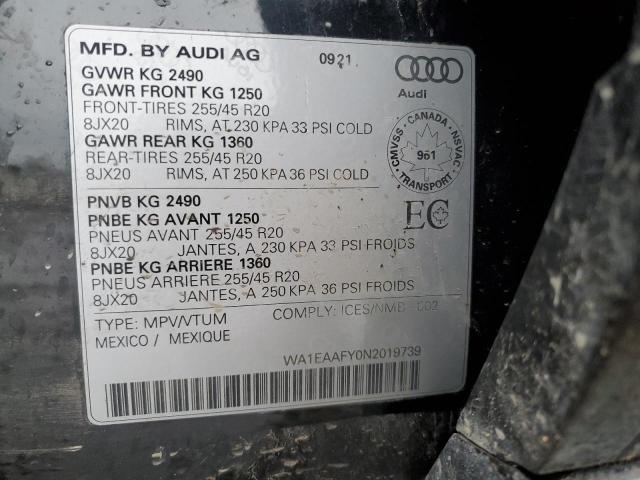 MFD. BY AUDI AG 0921
GVWR KG 2490
GAWR FRONT KG 1250
FRONT-TIRES 255/45 R20
8JX20 RIMS, AT 230 KPA 33 PSI COLD
GAWR REAR KG 1360
REAR-TIRES 255/45 R20
8JX20 RIMS, AT 250 KPA 36 PSI COLD
Audi
CMVSS - CANADA - NSVAC
961
TRANSPORT
PNVB KG 2490
PNBE KG AVANT 1250
PNEUS AVANT 255/45 R20
8JX20 JANTES, A 230 KPA 33 PSI FROIDS
PNBE KG ARRIERE 1360
PNEUS ARRIERE 255/45 R20
8JX20 JANTES, A 250 KPA 36 PSI FROIDS
EC
TYPE: MPV/VTUM COMPLY: ICES/NMB 002
MEXICO / MEXIQUE
WA1EAAFY0N2019739